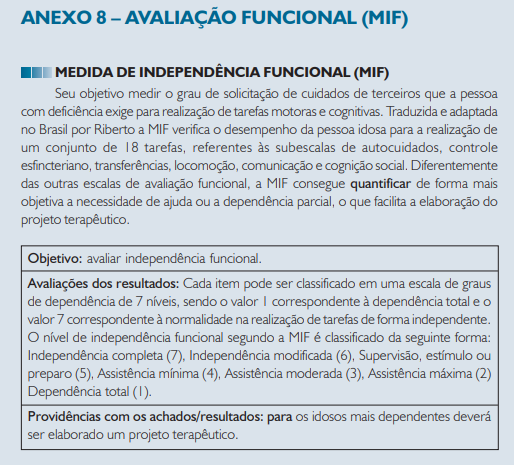 ANEXO 8 – AVALIAÇÃO FUNCIONAL (MIF)
MEDIDA DE INDEPENDÊNCIA FUNCIONAL (MIF)
Seu objetivo medir o grau de solicitação de cuidados de terceiros que a pessoa
com deficiência exige para realização de tarefas motoras e cognitivas. Traduzida e adaptada
no Brasil por Riberto a MIF verifica o desempenho da pessoa idosa para a realização de
um conjunto de 18 tarefas, referentes às subescalas de autocuidados, controle
esfincteriano, transferências, locomoção, comunicação e cognição social. Diferentemente
das outras escalas de avaliação funcional, a MIF consegue quantificar de forma mais
objetiva a necessidade de ajuda ou a dependência parcial, o que facilita a elaboração do
projeto terapêutico.
Objetivo: avaliar independência funcional.
Avaliações dos resultados: Cada item pode ser classificado em uma escala de graus
de dependência de 7 níveis, sendo o valor 1 correspondente à dependência total e o
valor 7 correspondente à normalidade na realização de tarefas de forma independente.
O nível de independência funcional segundo a MIF é classificado da seguinte forma:
Independência completa (7), Independência modificada (6), Supervisão, estímulo ou
preparo (5), Assistência mínima (4), Assistência moderada (3), Assistência máxima (2)
Dependência total (1).
Providências com os achados/resultados: para os idosos mais dependentes deverá
ser elaborado um projeto terapêutico.